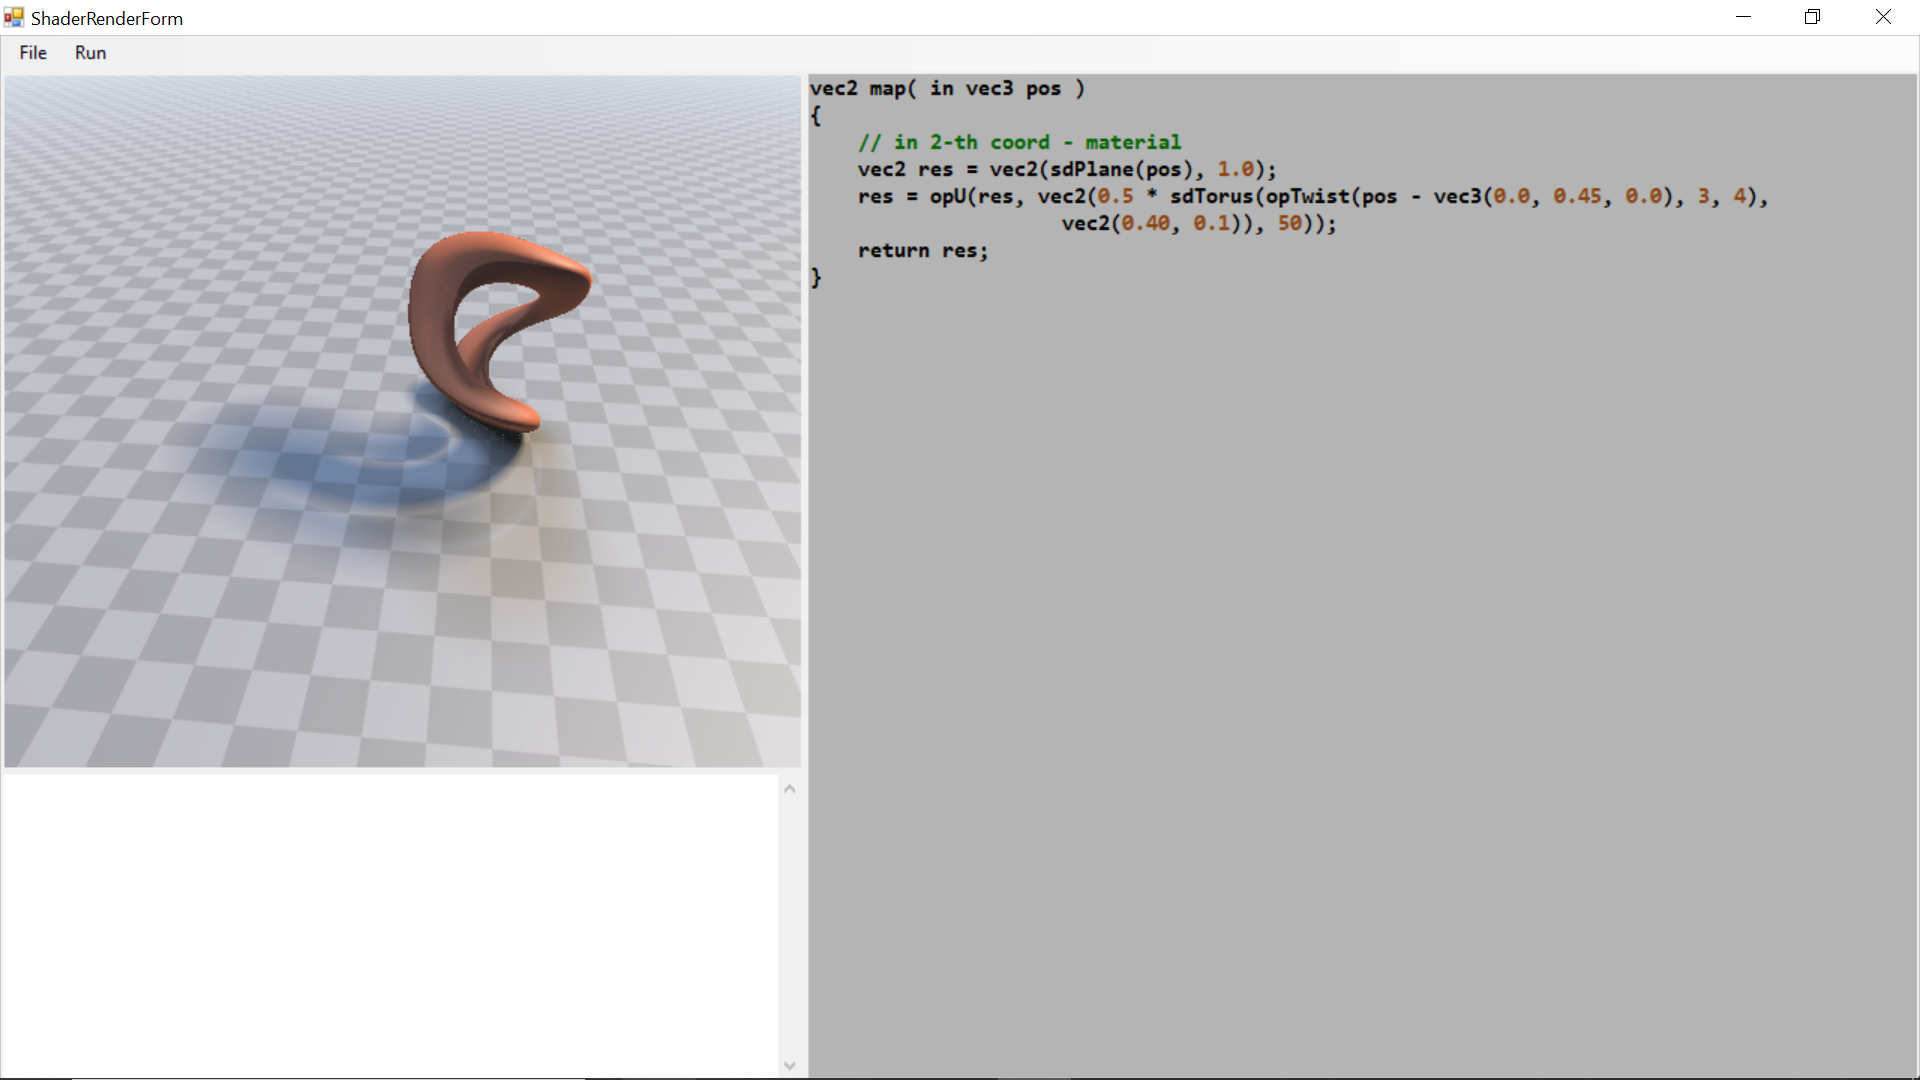 ShaderRenderForm
File Run
vec2 map( in vec3 pos )
{
    // in 2-th coord - material
    vec2 res = vec2(sdPlane(pos), 1.0);
    res = opU(res, vec2(0.5 * sdTorus(opTwist(pos - vec3(0.0, 0.45, 0.0), 3, 4),
                     vec2(0.40, 0.1)), 50));
    return res;
}